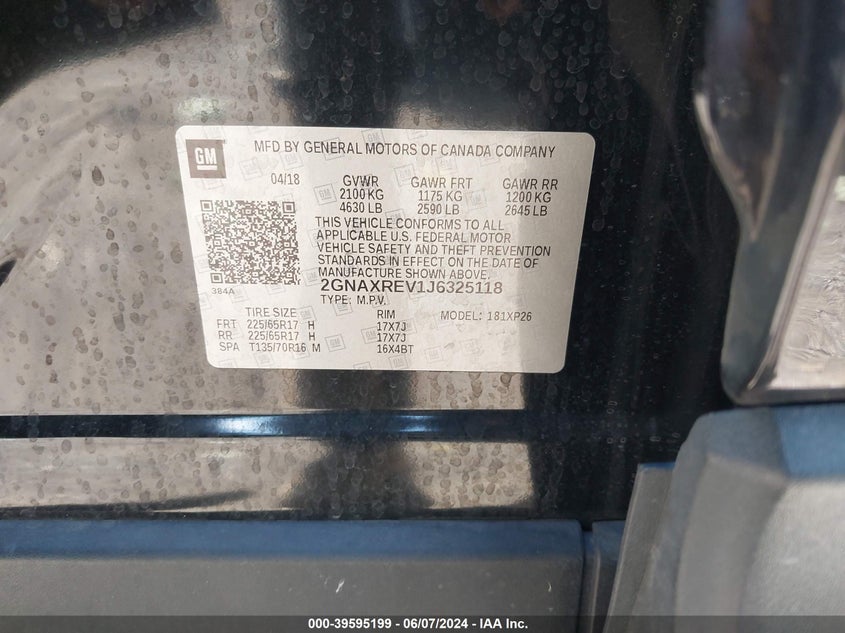 GM
MFD BY GENERAL MOTORS OF CANADA COMPANY
04/18 GVWR GAWR FRT GAWR RR
2100 KG 1175 KG 1200 KG
4630 LB 2590 LB 2645 LB
THIS VEHICLE CONFORMS TO ALL
APPLICABLE U.S. FEDERAL MOTOR
VEHICLE SAFETY AND THEFT PREVENTION
STANDARDS IN EFFECT ON THE DATE OF
MANUFACTURE SHOWN ABOVE.
384A
2GNAXREV1J6325118
TYPE: M.P.V.
TIRE SIZE RIM MODEL: 181XP26
FRT 225/65R17 H 17X7J
RR 225/65R17 H 17X7J
SPA T135/70R16 M 16X4BT
000-39595199 - 06/07/2024 - IAA Inc.